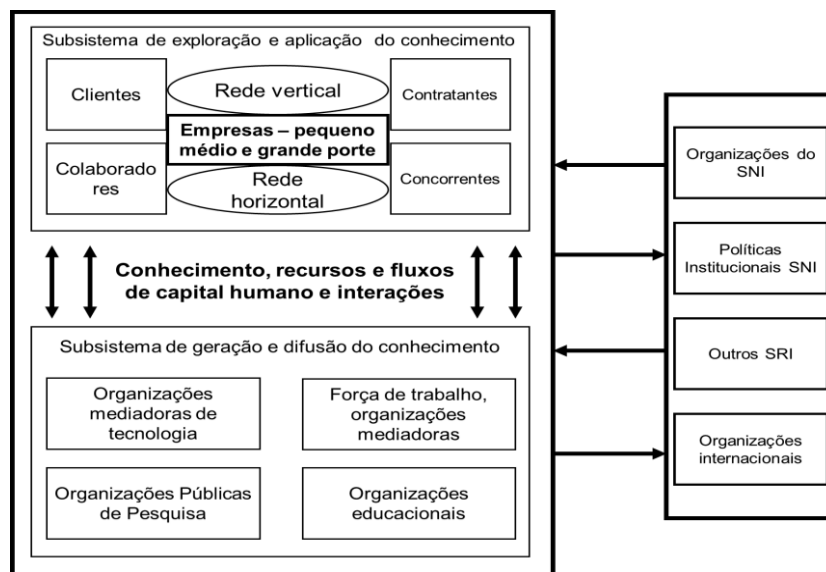 Subsistema de exploração e aplicação do conhecimento
Clientes
Rede vertical
Contratantes
Empresas – pequeno
médio e grande porte
Colaborado
res
Rede
horizontal
Concorrentes
Conhecimento, recursos e fluxos
de capital humano e interações
Subsistema de geração e difusão do conhecimento
Organizações
mediadoras de
tecnologia
Força de trabalho,
organizações
mediadoras
Organizações Públicas
de Pesquisa
Organizações
educacionais
Organizações do
SNI
Políticas
Institucionais SNI
Outros SRI
Organizações
internacionais